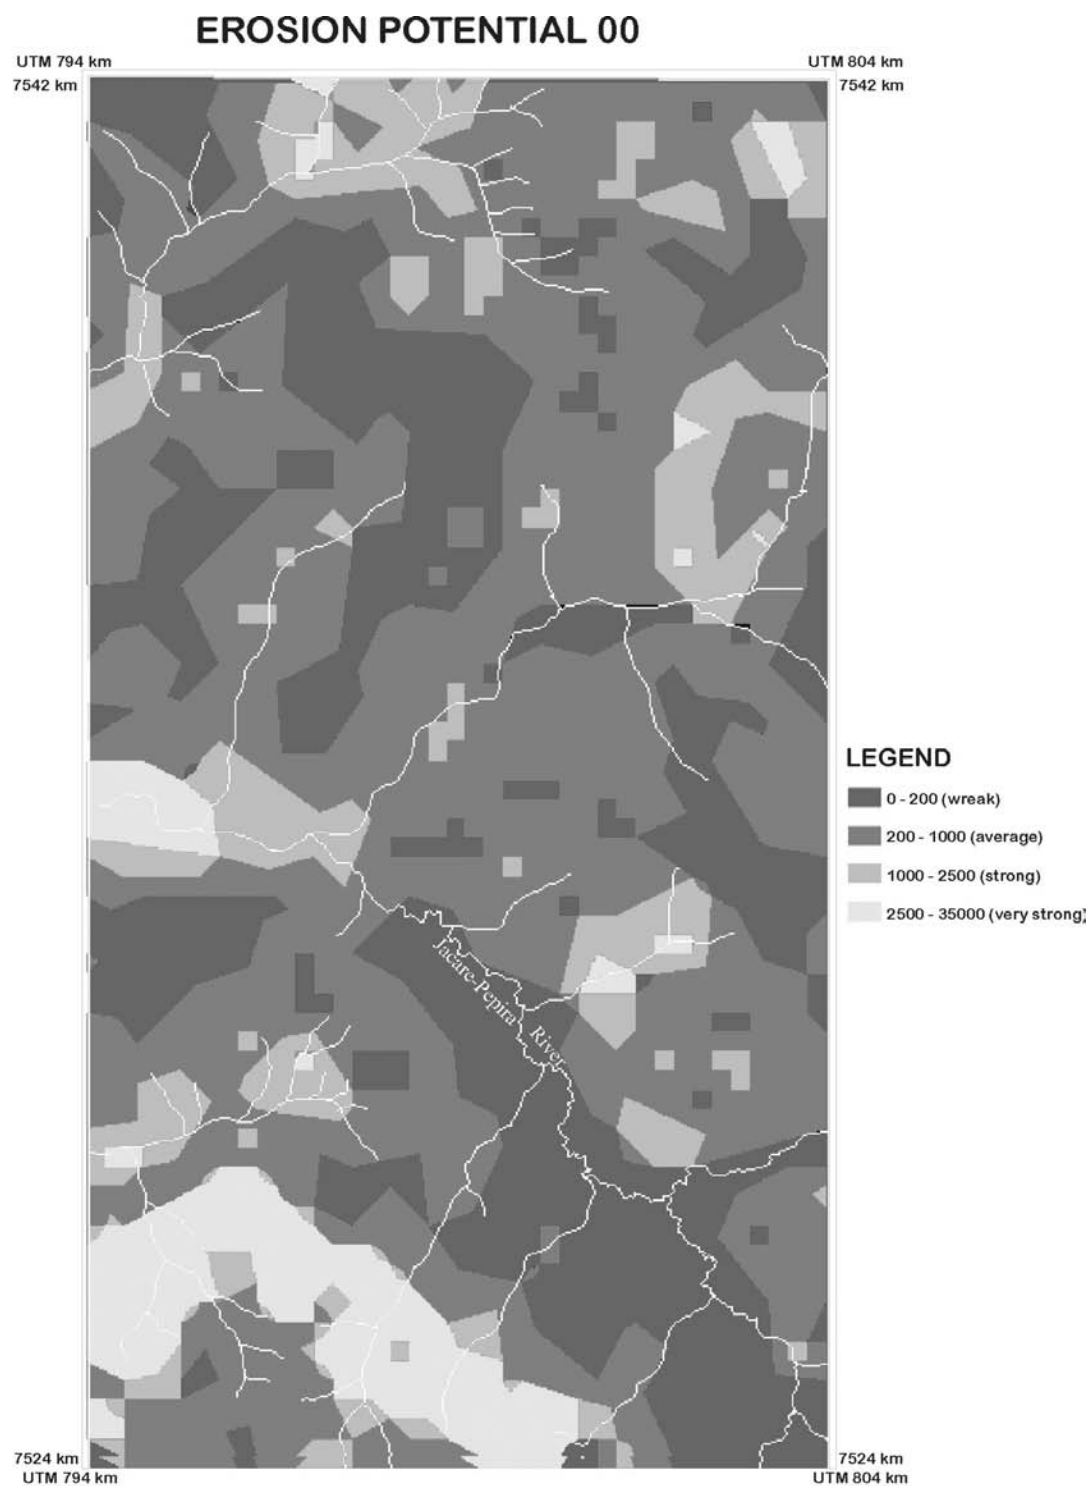 EROSION POTENTIAL 00
UTM 794 km
UTM 804 km
7542 km
7542 km
LEGEND
0 - 200 (wreak)
200 - 1000 (average)
1000 - 2500 (strong)
2500 - 35000 (very strong)
Jacare-Pepira River
7524 km
7524 km
UTM 794 km
UTM 804 km